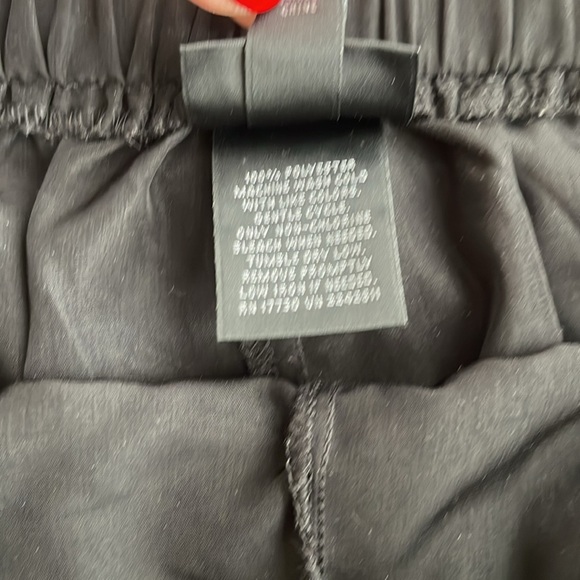 CHINA
100% POLYESTER
MACHINE WASH COLD
WITH LIKE COLORS,
GENTLE CYCLE.
ONLY NON-CHLORINE
BLEACH WHEN NEEDED,
TUMBLE DRY LOW,
REMOVE PROMPTLY,
LOW IRON IF NEEDED.
RN 17730